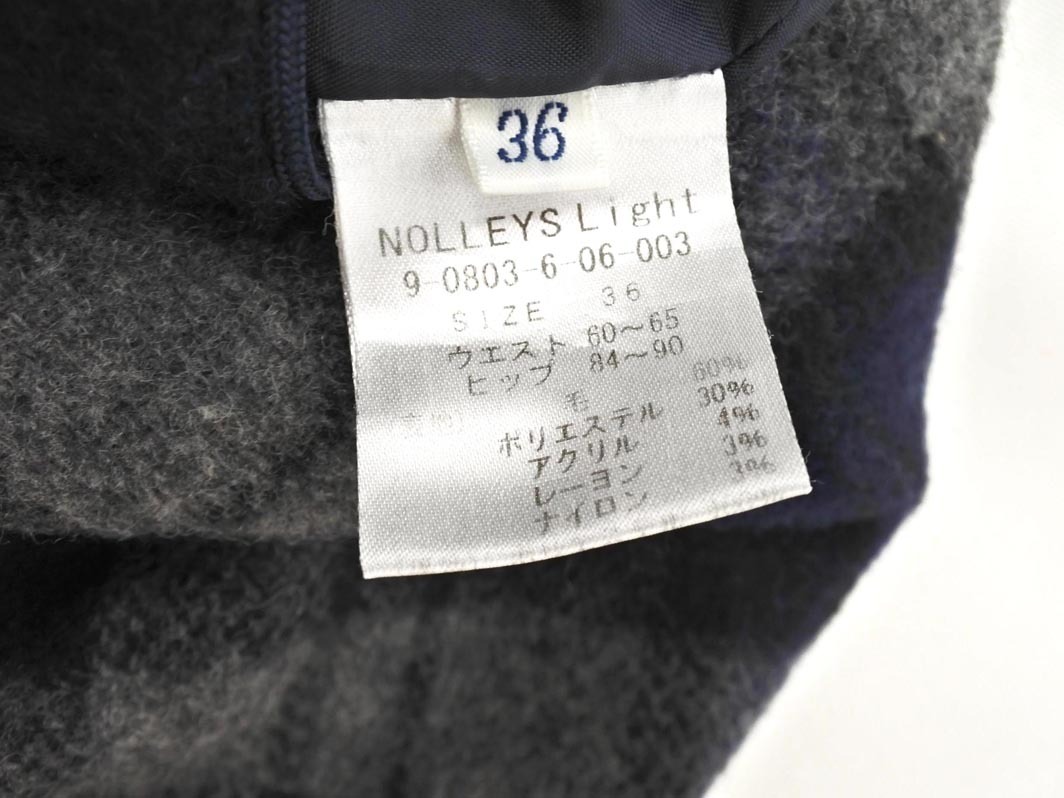 36
NOLLEYS Light
9-0803-6-06-003
SIZE 36
ウエスト 60～65
ヒップ 84～90
毛 60%
ポリエステル 30%
アクリル 4%
レーヨン 3%
ナイロン 3%